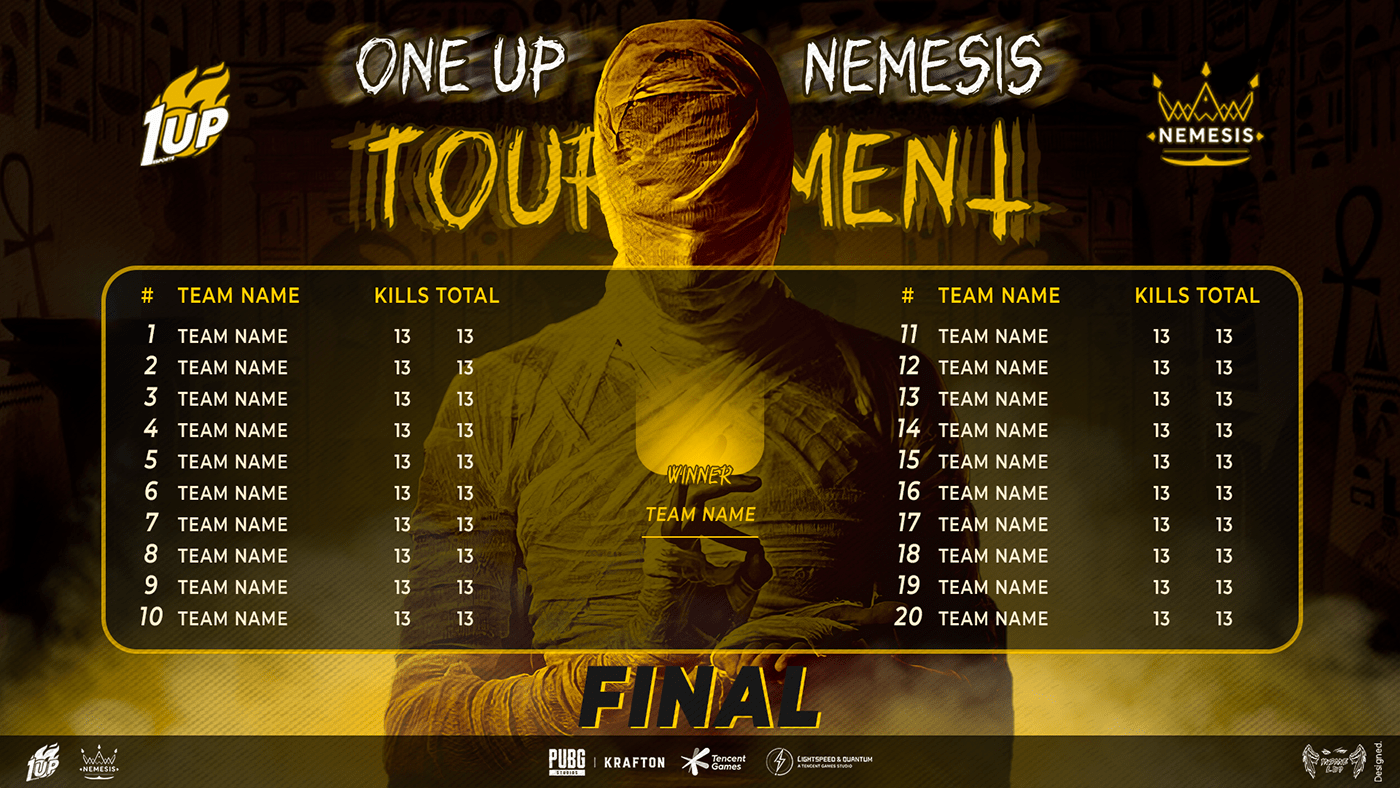 ONE UP NEMESIS
1UP
ESPORTS
NEMESIS
TOURNAMENT
# TEAM NAME KILLS TOTAL
1 TEAM NAME 13 13
2 TEAM NAME 13 13
3 TEAM NAME 13 13
4 TEAM NAME 13 13
5 TEAM NAME 13 13
6 TEAM NAME 13 13
7 TEAM NAME 13 13
8 TEAM NAME 13 13
9 TEAM NAME 13 13
10 TEAM NAME 13 13
WINNER
TEAM NAME
# TEAM NAME KILLS TOTAL
11 TEAM NAME 13 13
12 TEAM NAME 13 13
13 TEAM NAME 13 13
14 TEAM NAME 13 13
15 TEAM NAME 13 13
16 TEAM NAME 13 13
17 TEAM NAME 13 13
18 TEAM NAME 13 13
19 TEAM NAME 13 13
20 TEAM NAME 13 13
FINAL
1UP
NEMESIS
PUBG
STUDIOS
KRAFTON
Tencent
Games
LIGHTSPEED & QUANTUM
A TENCENT GAMES STUDIO
Designed.